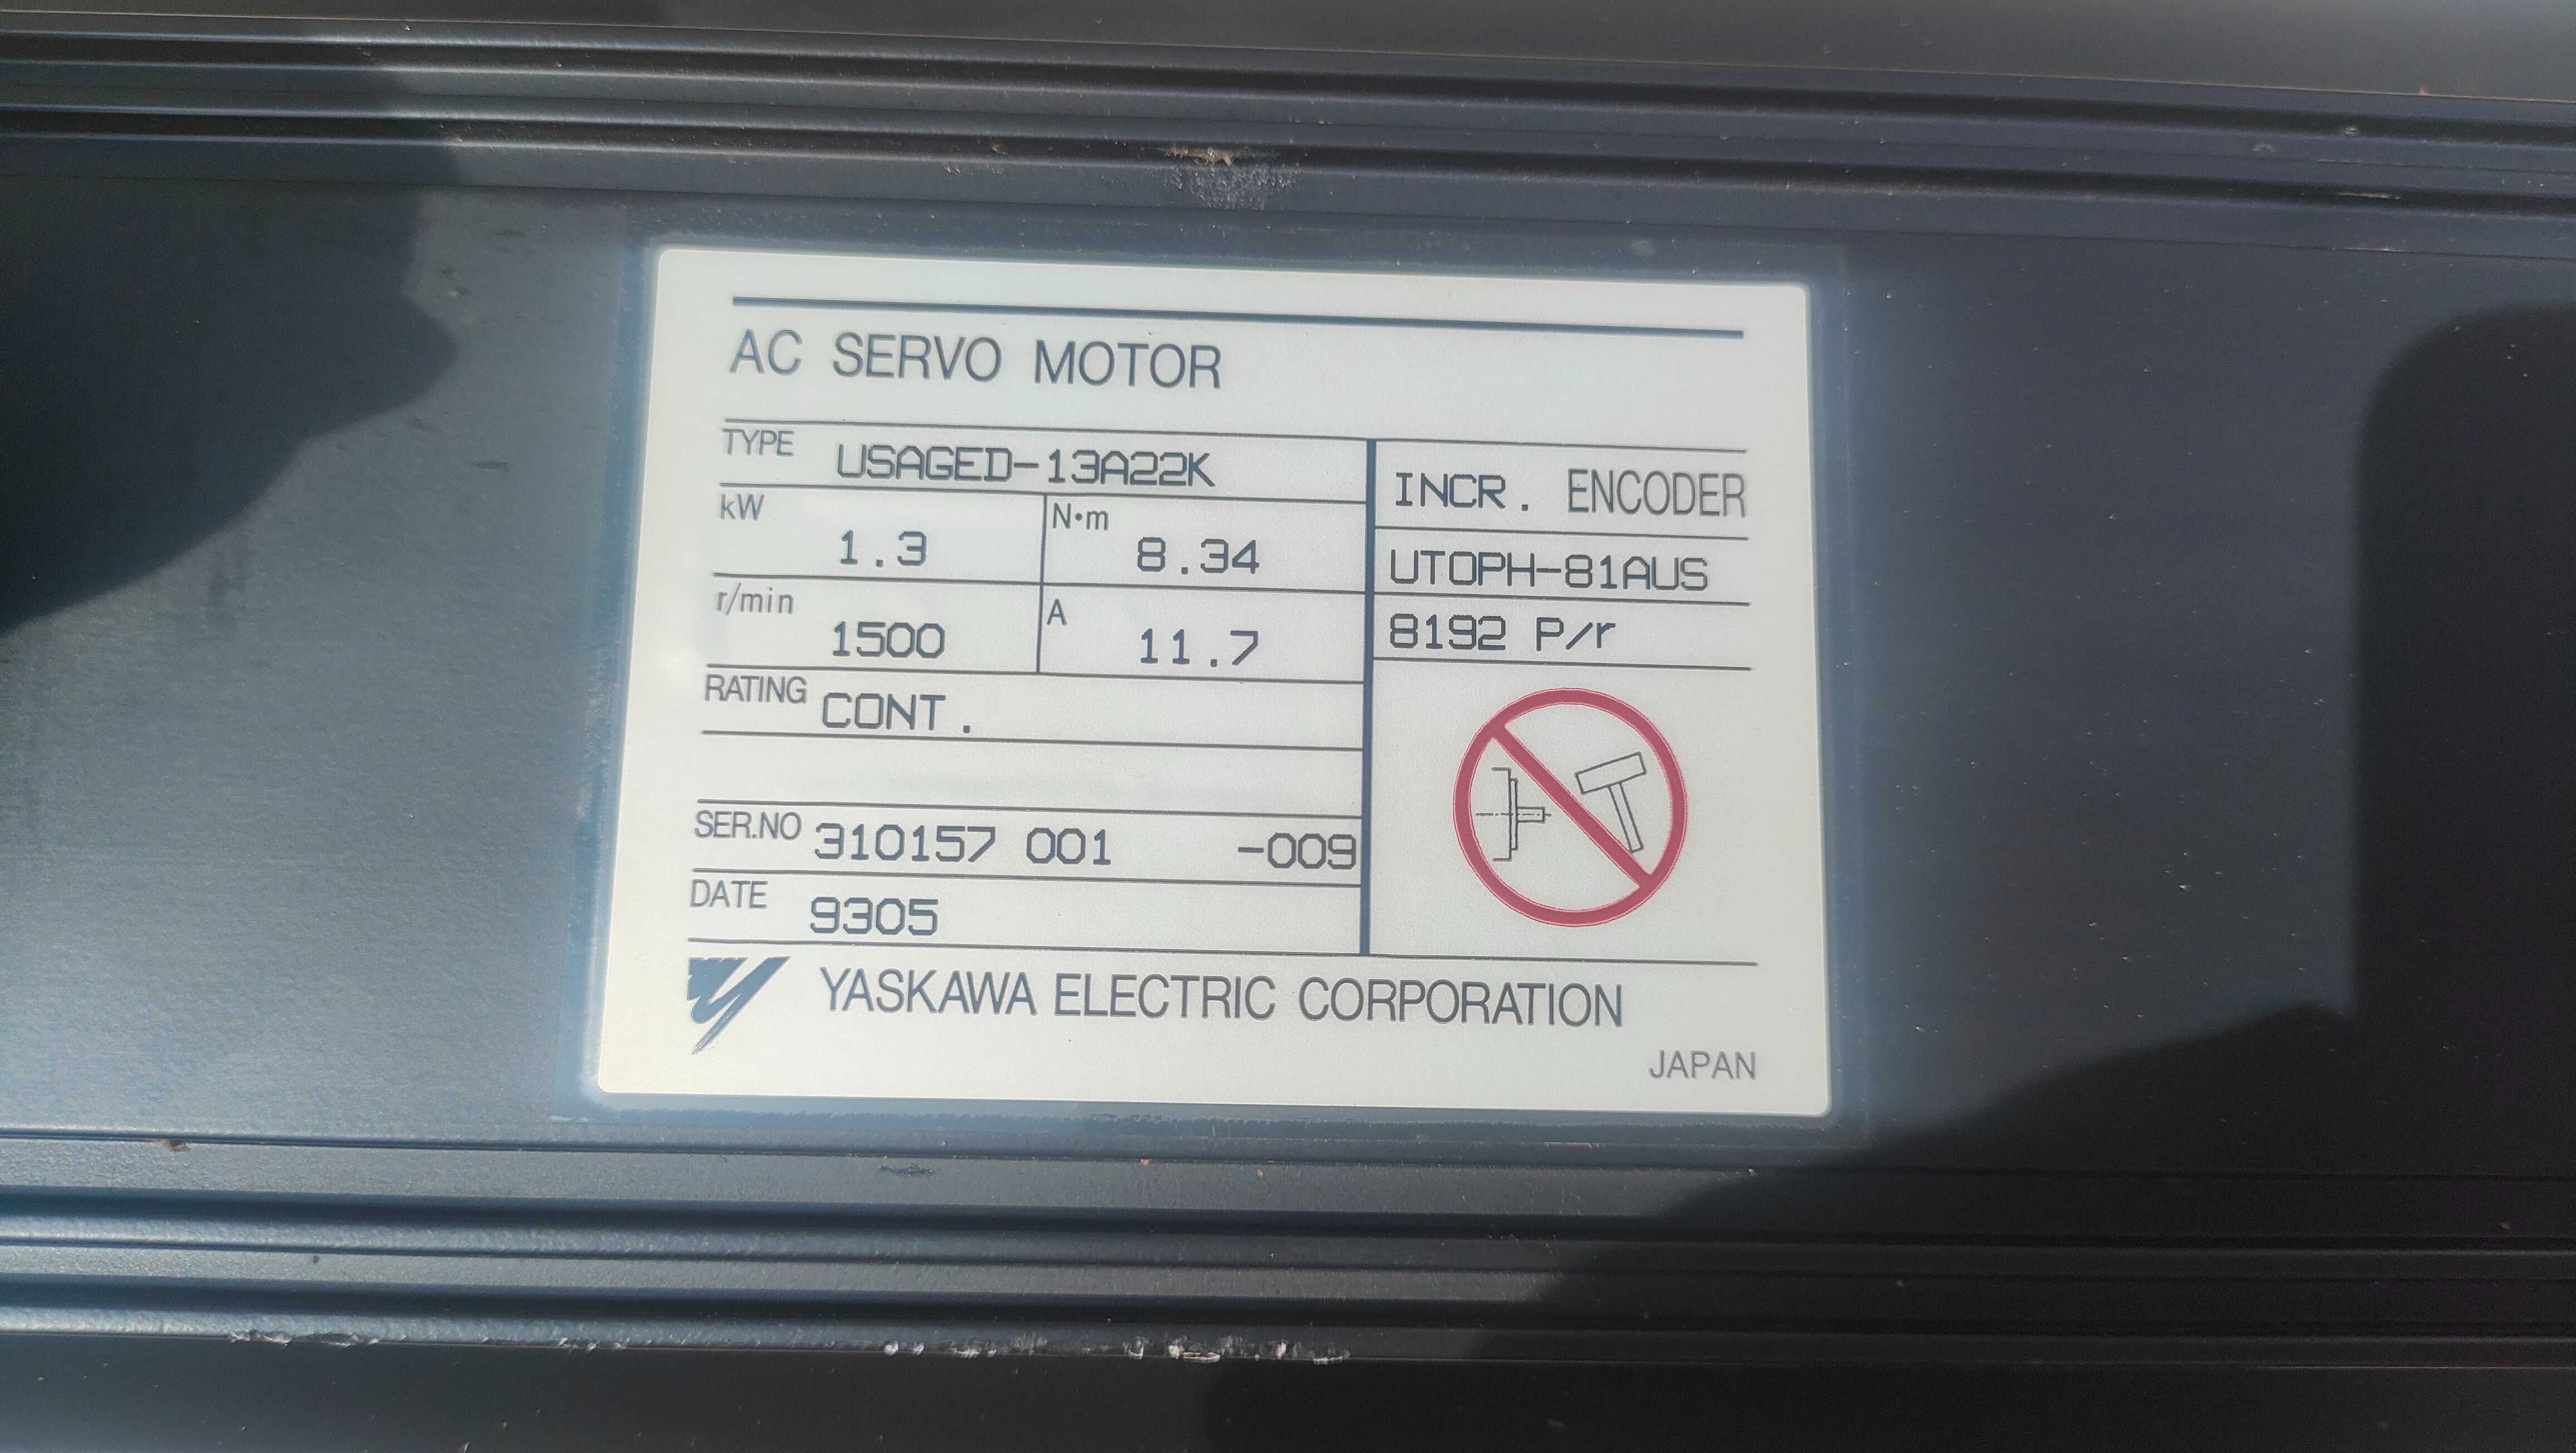 AC SERVO MOTOR
TYPE USAGED-13A22K
kW 1.3 N·m 8.34
r/min 1500 A 11.7
RATING CONT.
SER.NO 310157 001 -009
DATE 9305
INCR. ENCODER
UTOPH-81AUS
8192 P/r
YASKAWA ELECTRIC CORPORATION
JAPAN